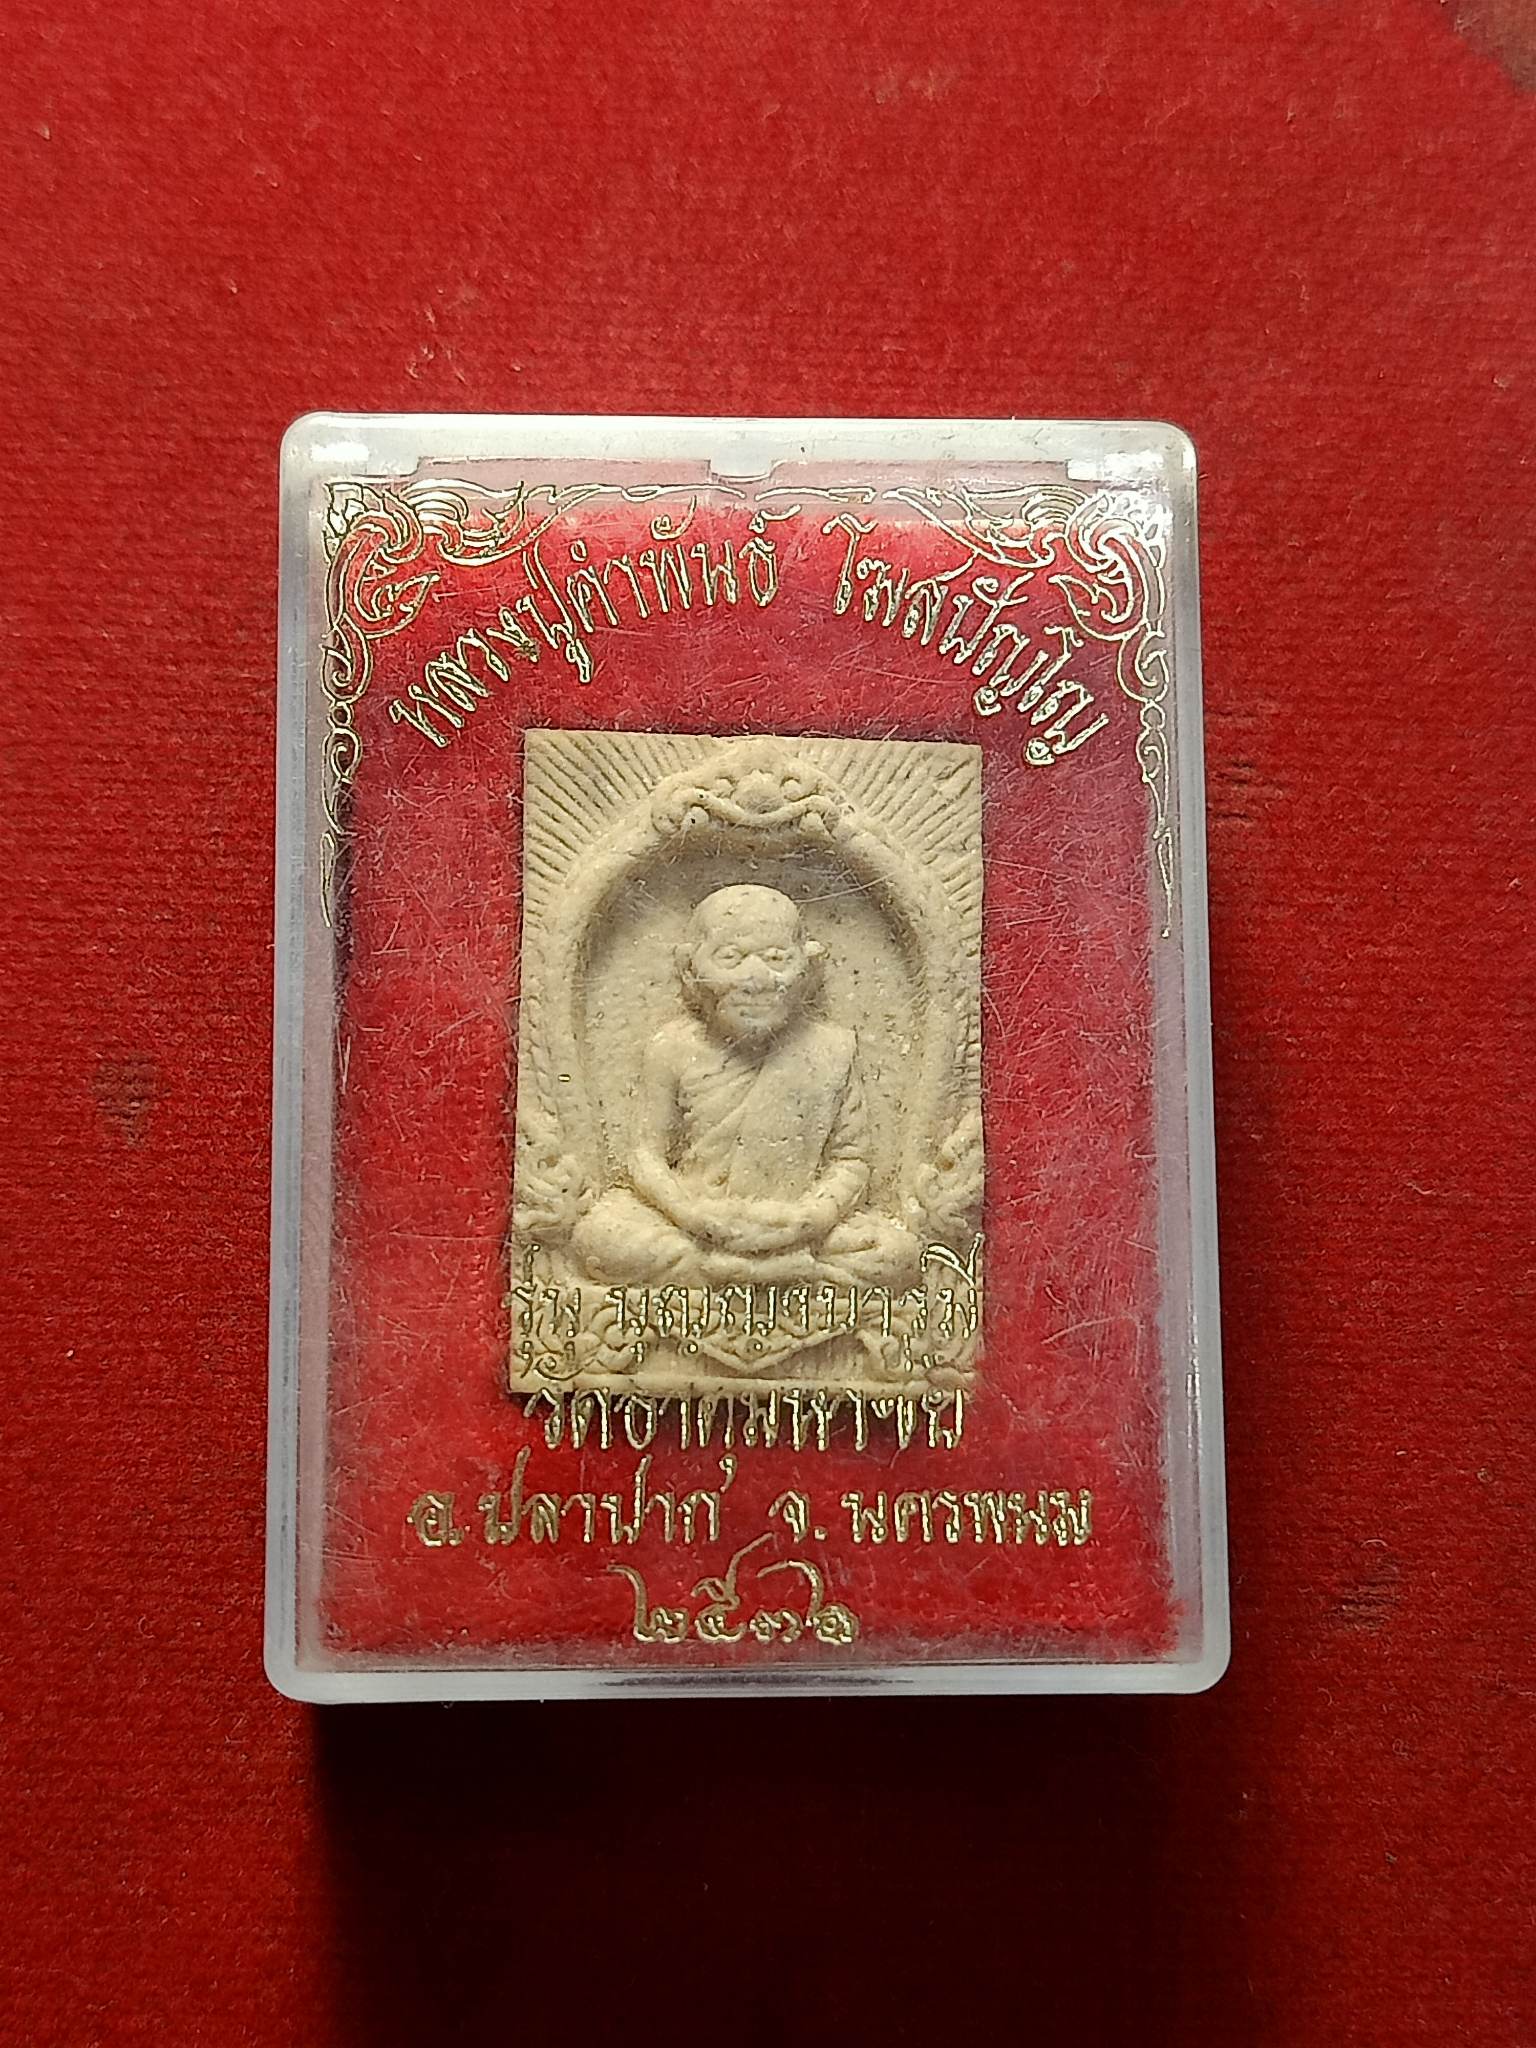 หลวงปู่คำพันธ์ โฆสปัญโญ
รุ่น บุญญบารมี
วัดธาตุมหาชัย
อ.ปลาปาก จ.นครพนม
๒๕๓๖